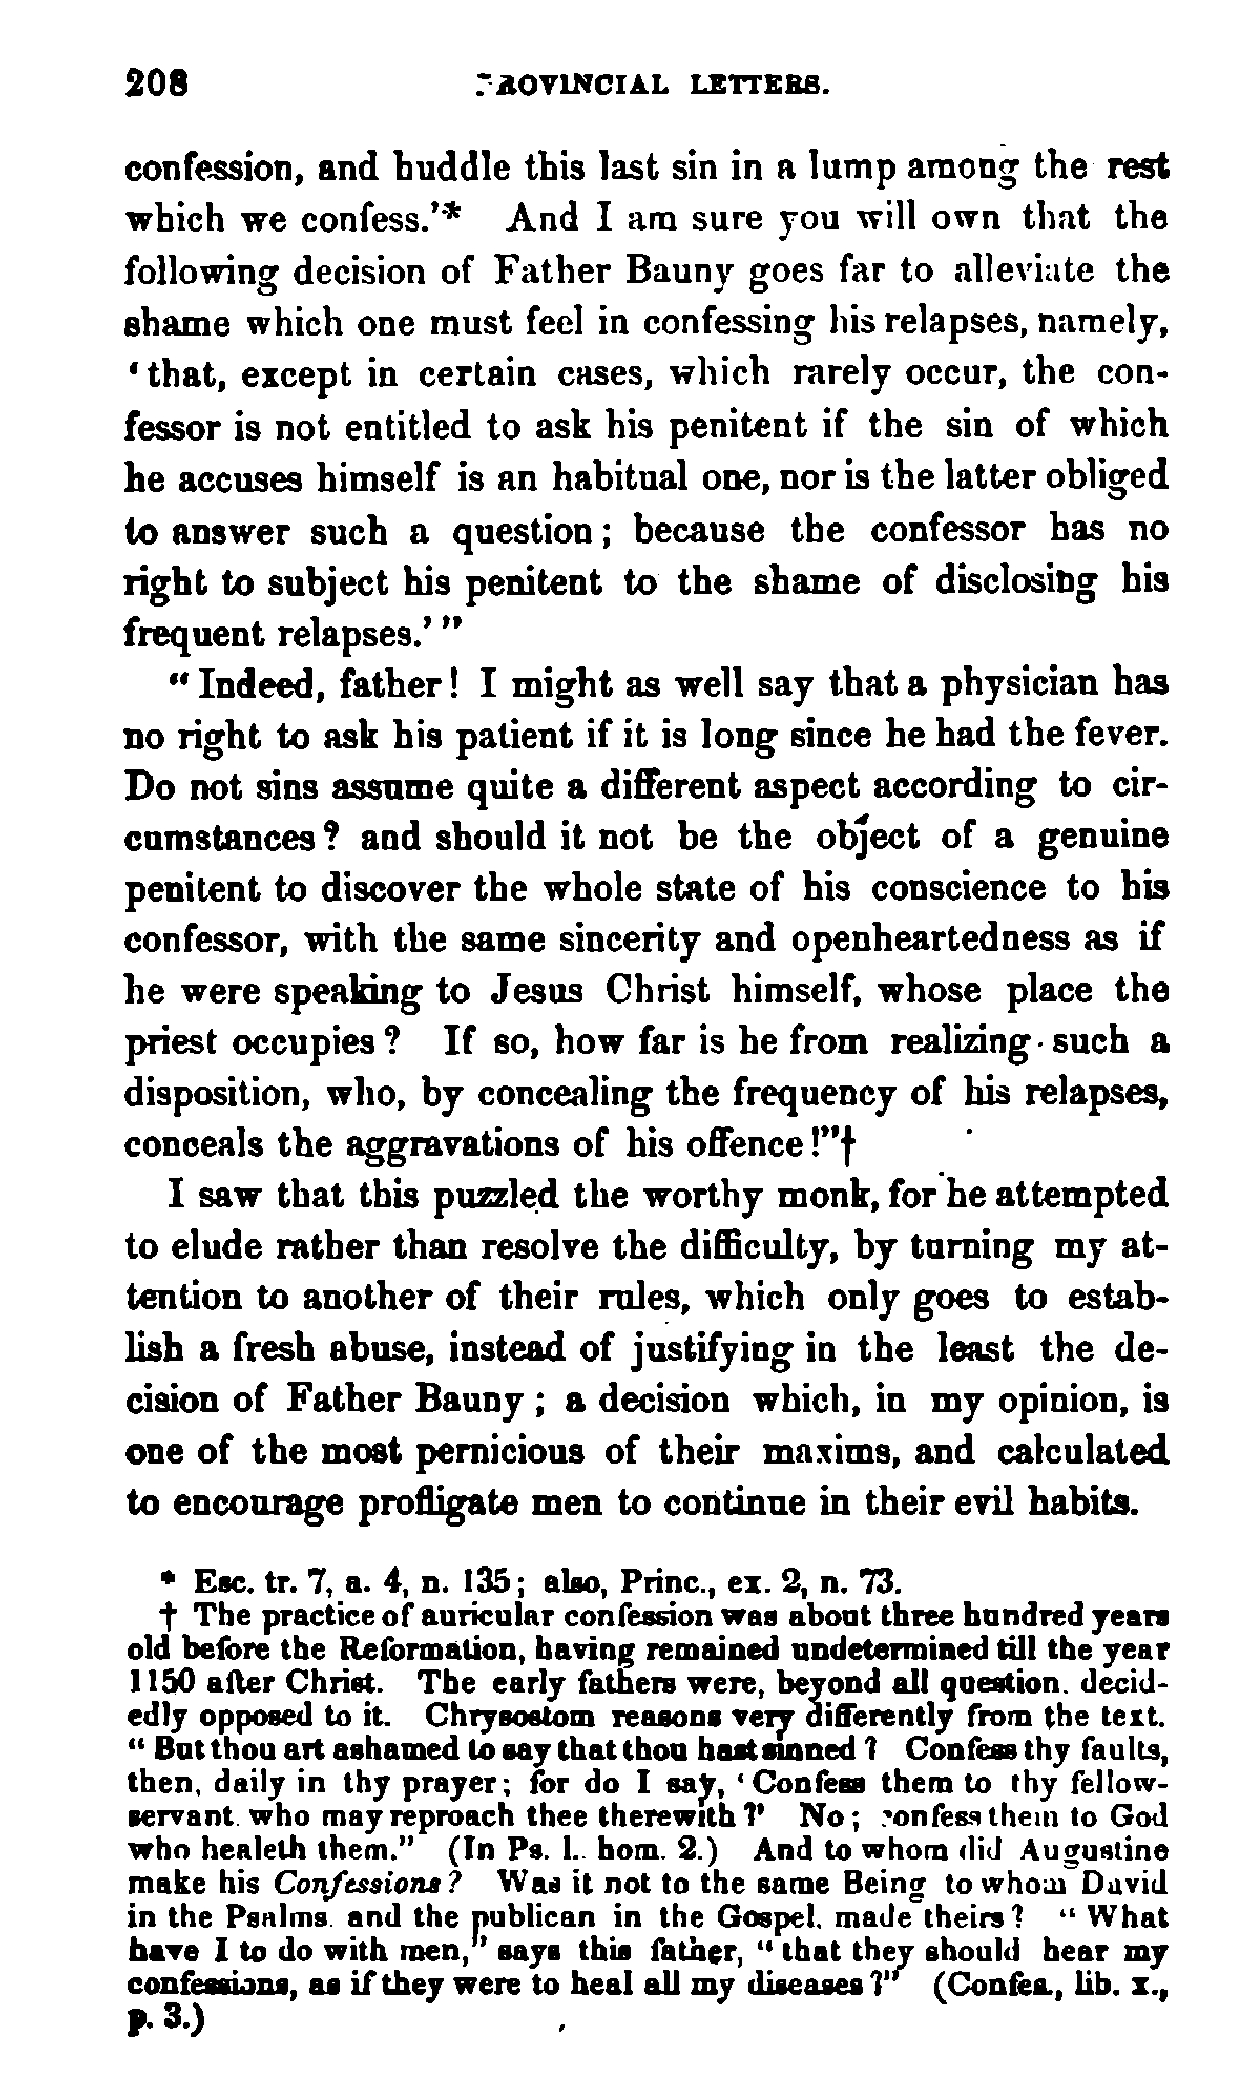 208 PROVINCIAL LETTERS.
confession, and huddle this last sin in a lump among the rest
which we confess.'* And I am sure you will own that the
following decision of Father Bauny goes far to alleviate the
shame which one must feel in confessing his relapses, namely,
‘that, except in certain cases, which rarely occur, the con-
fessor is not entitled to ask his penitent if the sin of which
he accuses himself is an habitual one, nor is the latter obliged
to answer such a question; because the confessor has no
right to subject his penitent to the shame of disclosing his
frequent relapses.’”
“Indeed, father! I might as well say that a physician has
no right to ask his patient if it is long since he had the fever.
Do not sins assume quite a different aspect according to cir-
cumstances? and should it not be the object of a genuine
penitent to discover the whole state of his conscience to his
confessor, with the same sincerity and openheartedness as if
he were speaking to Jesus Christ himself, whose place the
priest occupies? If so, how far is he from realizing such a
disposition, who, by concealing the frequency of his relapses,
conceals the aggravations of his offence!”†
I saw that this puzzled the worthy monk, for he attempted
to elude rather than resolve the difficulty, by turning my at-
tention to another of their rules, which only goes to estab-
lish a fresh abuse, instead of justifying in the least the de-
cision of Father Bauny; a decision which, in my opinion, is
one of the most pernicious of their maxims, and calculated
to encourage profligate men to continue in their evil habits.
* Esc. tr. 7, a. 4, n. 135; also, Princ., ex. 2, n. 73.
† The practice of auricular confession was about three hundred years
old before the Reformation, having remained undetermined till the year
1150 after Christ. The early fathers were, beyond all question, decid-
edly opposed to it. Chrysostom reasons very differently from the text.
“But thou art ashamed to say that thou hast sinned? Confess thy faults,
then, daily in thy prayer; for do I say, ‘Confess them to thy fellow-
servant who may reproach thee therewith?’ No; confess them to God
who healeth them.” (In Ps. l. hom. 2.) And to whom did Augustine
make his Confessions? Was it not to the same Being to whom David
in the Psalms, and the publican in the Gospel, made theirs? “What
have I to do with men,” says this father, “that they should hear my
confessions, as if they were to heal all my diseases?” (Confes., lib. x.,
p. 3.)